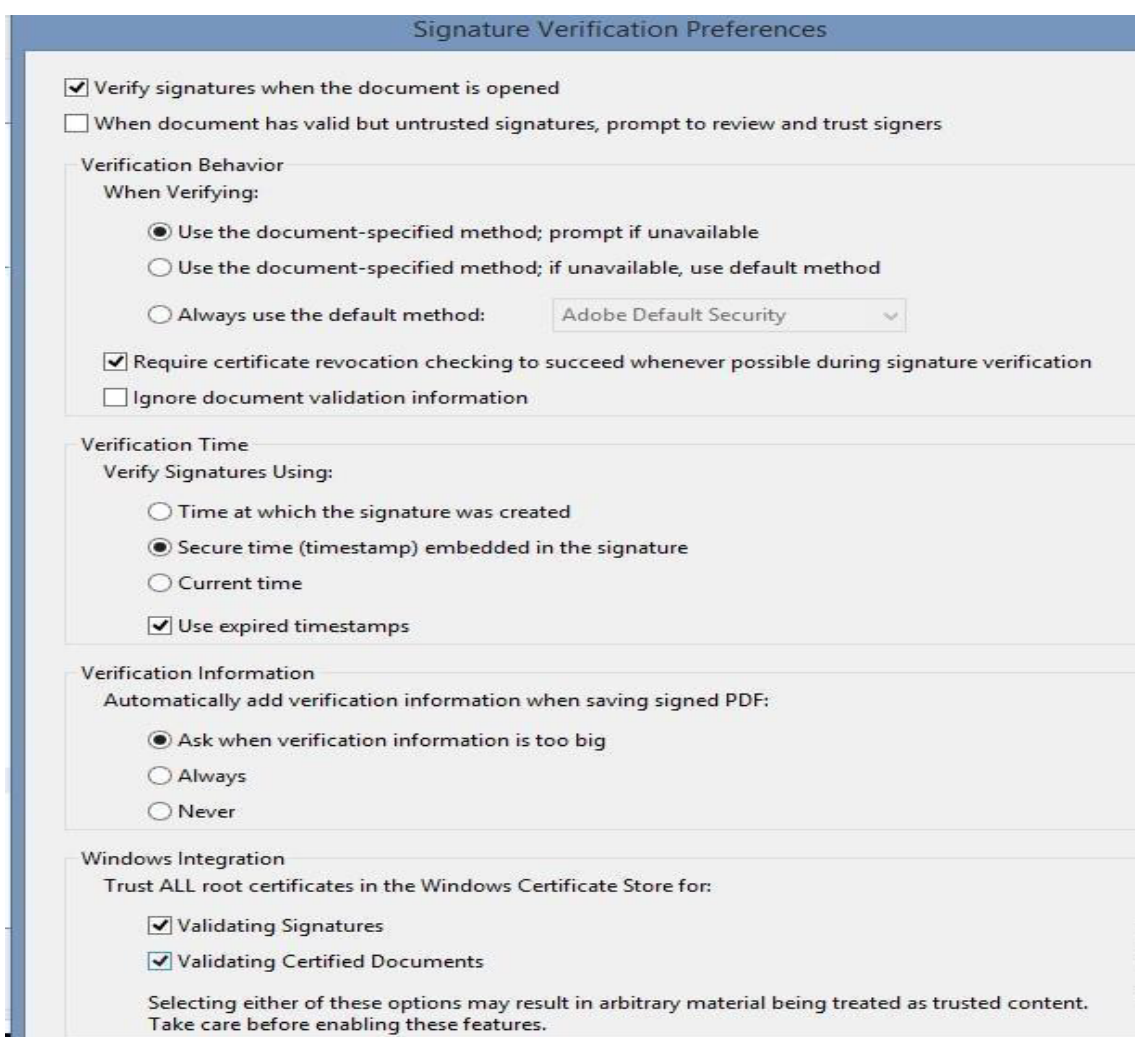 Signature Verification Preferences
Verify signatures when the document is opened
When document has valid but untrusted signatures, prompt to review and trust signers
Verification Behavior
When Verifying:
Use the document-specified method; prompt if unavailable
Use the document-specified method; if unavailable, use default method
Always use the default method: Adobe Default Security
Require certificate revocation checking to succeed whenever possible during signature verification
Ignore document validation information
Verification Time
Verify Signatures Using:
Time at which the signature was created
Secure time (timestamp) embedded in the signature
Current time
Use expired timestamps
Verification Information
Automatically add verification information when saving signed PDF:
Ask when verification information is too big
Always
Never
Windows Integration
Trust ALL root certificates in the Windows Certificate Store for:
Validating Signatures
Validating Certified Documents
Selecting either of these options may result in arbitrary material being treated as trusted content.
Take care before enabling these features.